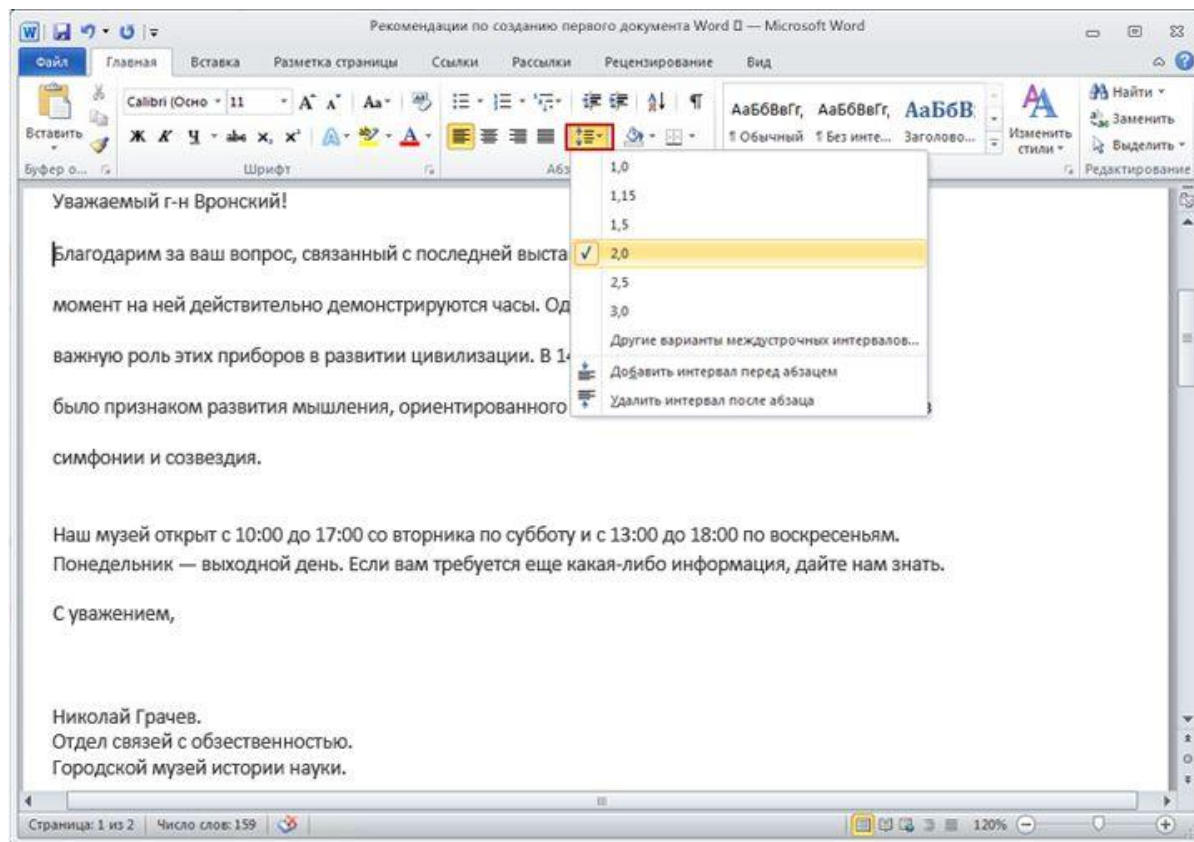 Рекомендации по созданию первого документа Word — Microsoft Word
Файл Главная Вставка Разметка страницы Ссылки Рассылки Рецензирование Вид
Calibri (Осно 11 Aa
АаБбВвГг, АаБбВвГг, АаБбВ
Найти
Заменить
Выделить
Вставить
Ж К Ч abc x, x² A
¶ Обычный ¶ Без инте... Заголово...
Изменить стили
Буфер о... Шрифт Абз Редактирование
1,0
1,15
1,5
2,0
2,5
3,0
Другие варианты междустрочных интервалов...
Добавить интервал перед абзацем
Удалить интервал после абзаца
Уважаемый г-н Вронский!
Благодарим за ваш вопрос, связанный с последней выста
момент на ней действительно демонстрируются часы. Од
важную роль этих приборов в развитии цивилизации. В 14
было признаком развития мышления, ориентированного
симфонии и созвездия.
Наш музей открыт с 10:00 до 17:00 со вторника по субботу и с 13:00 до 18:00 по воскресеньям.
Понедельник — выходной день. Если вам требуется еще какая-либо информация, дайте нам знать.
С уважением,
Николай Грачев.
Отдел связей с обзественностью.
Городской музей истории науки.
Страница: 1 из 2 Число слов: 159 120%